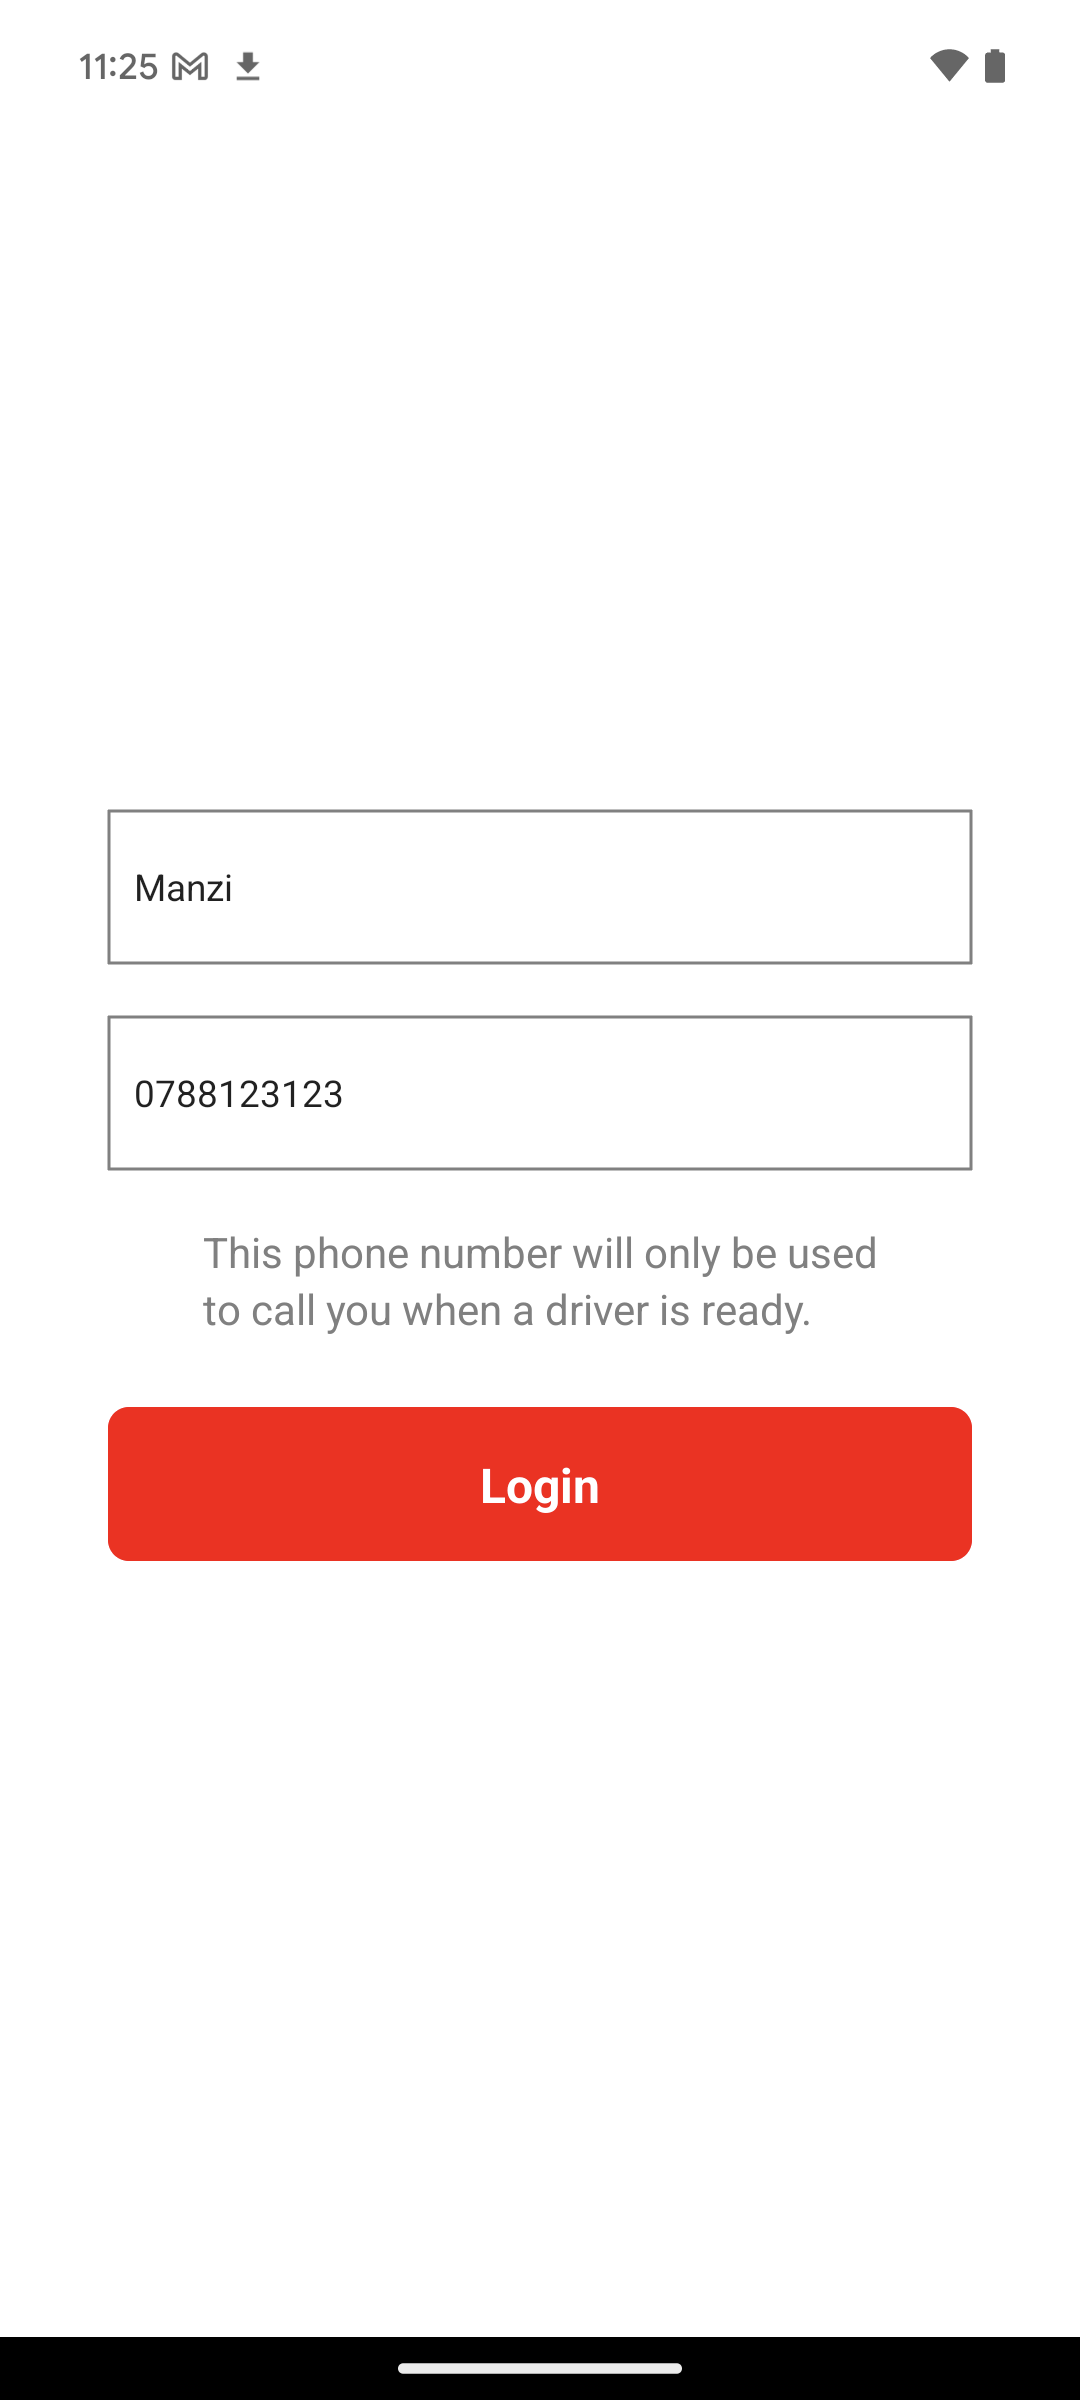 11:25
Manzi
0788123123
This phone number will only be used
to call you when a driver is ready.
Login